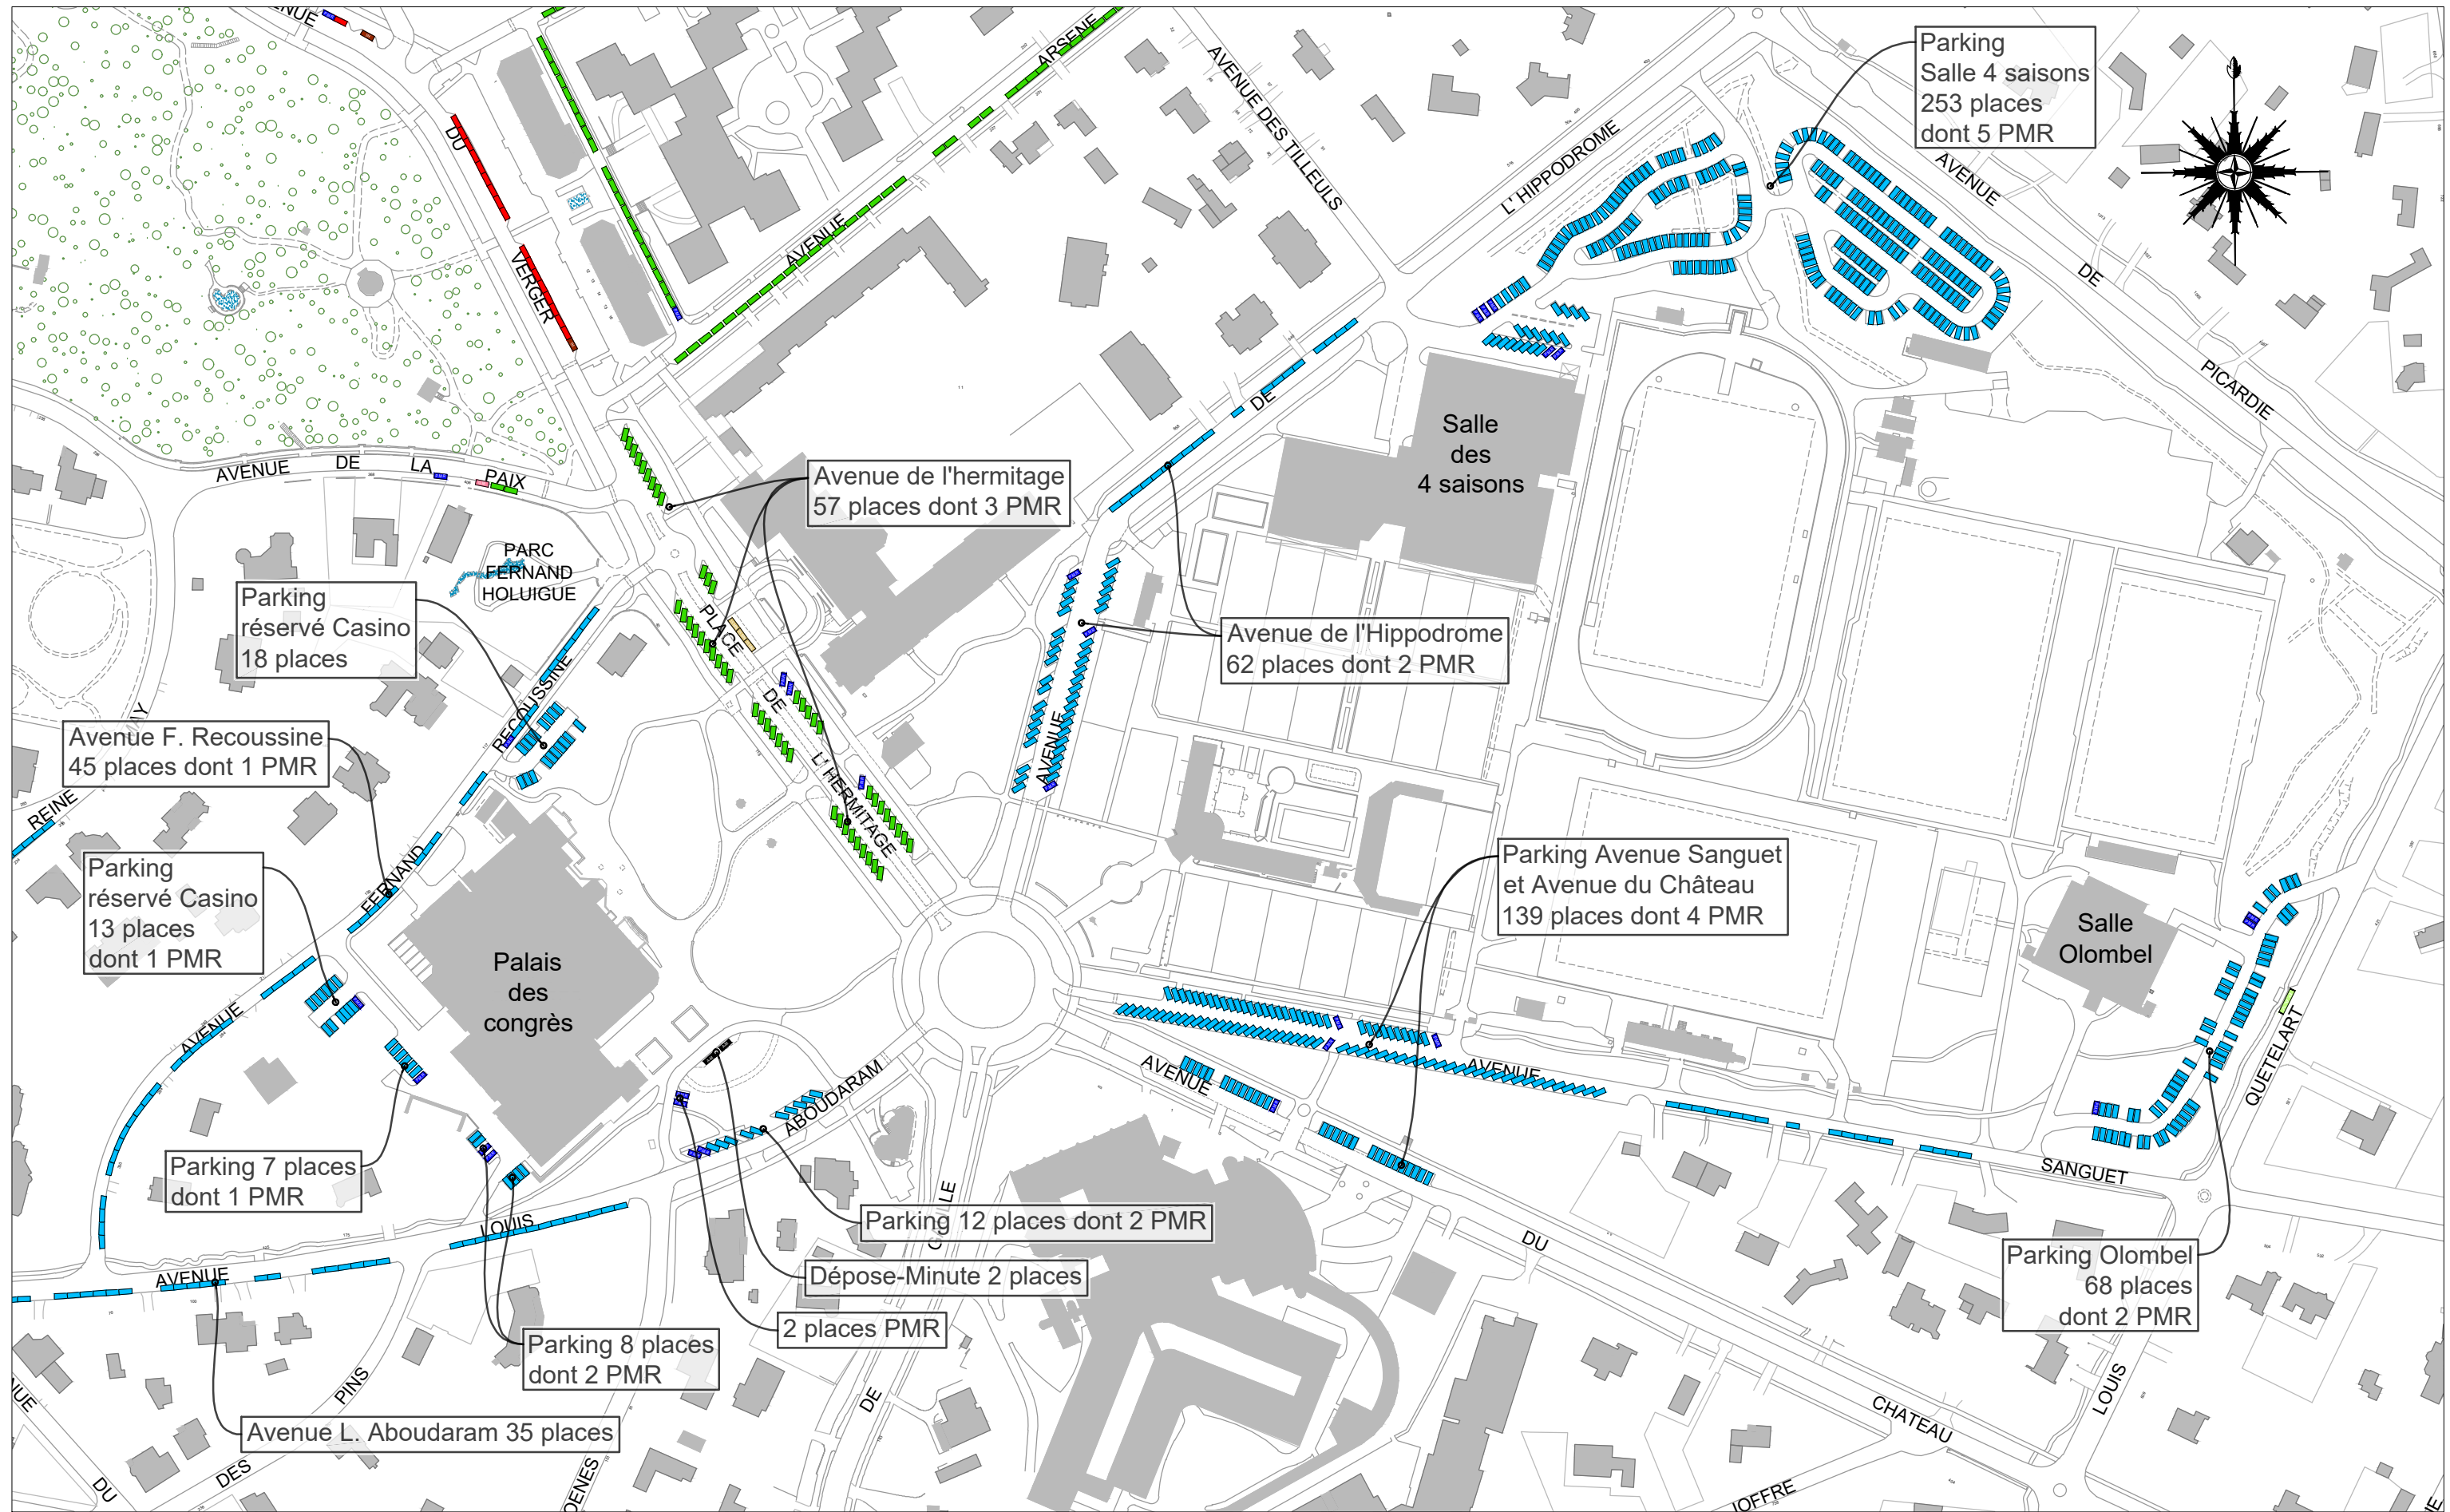 ARSENE
AVENUE DES TILLEULS
Parking
Salle 4 saisons
253 places
dont 5 PMR
DU
L' HIPPODROME
AVENUE
AVENUE
VERGER
DE
PICARDIE
DE
Salle
des
4 saisons
AVENUE DE LA PAIX
Avenue de l'hermitage
57 places dont 3 PMR
PARC
FERNAND
HOLUIGUE
Parking
réservé Casino
18 places
PLACE
Avenue de l'Hippodrome
62 places dont 2 PMR
RECOUSSINE
DE
Avenue F. Recoussine
45 places dont 1 PMR
AVENUE
L' HERMITAGE
REINE
Parking
réservé Casino
13 places
dont 1 PMR
FERNAND
Parking Avenue Sanguet
et Avenue du Château
139 places dont 4 PMR
Palais
des
congrès
Salle
Olombel
AVENUE
QUETELART
AVENUE
AVENUE
ABOUDARAM
Parking 7 places
dont 1 PMR
SANGUET
LOUIS
Parking 12 places dont 2 PMR
DU
AVENUE
Dépose-Minute 2 places
Parking Olombel
68 places
dont 2 PMR
2 places PMR
Parking 8 places
dont 2 PMR
PINS
DE
LOUIS
Avenue L. Aboudaram 35 places
CHATEAU
DES
DU
JOFFRE